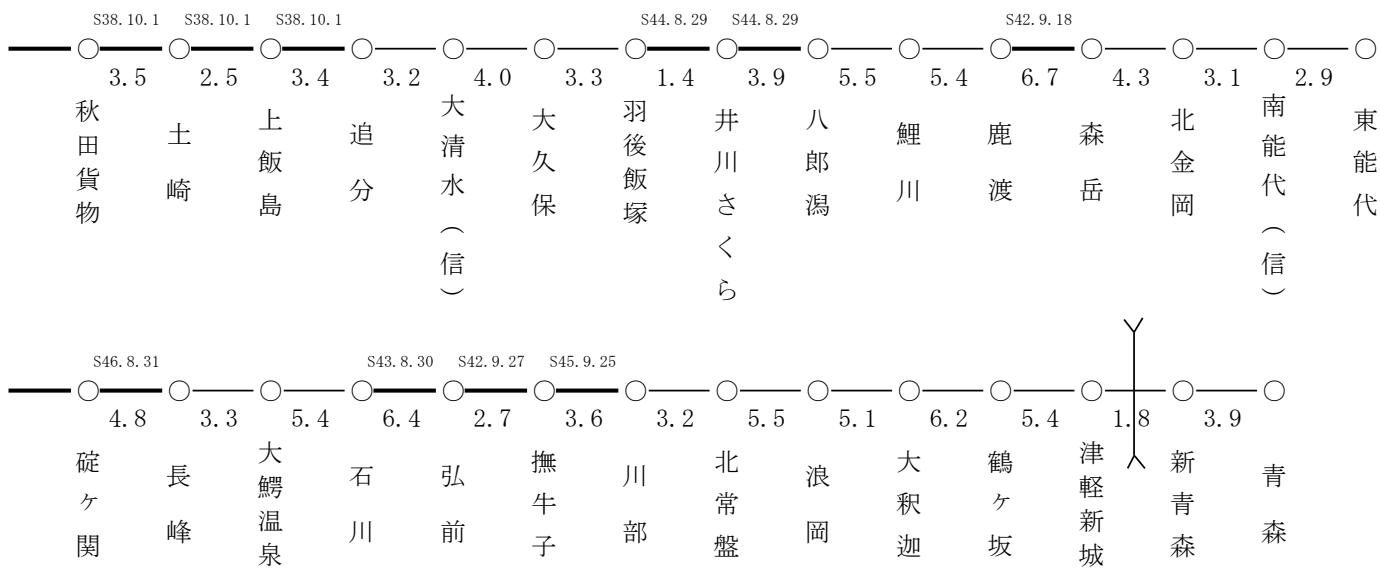 S38.10.1 S38.10.1 S38.10.1 S44.8.29 S44.8.29 S42.9.18
3.5 2.5 3.4 3.2 4.0 3.3 1.4 3.9 5.5 5.4 6.7 4.3 3.1 2.9
秋田貨物
土崎
上飯島
追分
大清水（信）
大久保
羽後飯塚
井川さくら
八郎潟
鯉川
鹿渡
森岳
北金岡
南能代（信）
東能代
S46.8.31 S43.8.30 S42.9.27 S45.9.25
4.8 3.3 5.4 6.4 2.7 3.6 3.2 5.5 5.1 6.2 5.4 1.8 3.9
碇ケ関
長峰
大鰐温泉
石川
弘前
撫牛子
川部
北常盤
浪岡
大釈迦
鶴ケ坂
津軽新城
新青森
青森